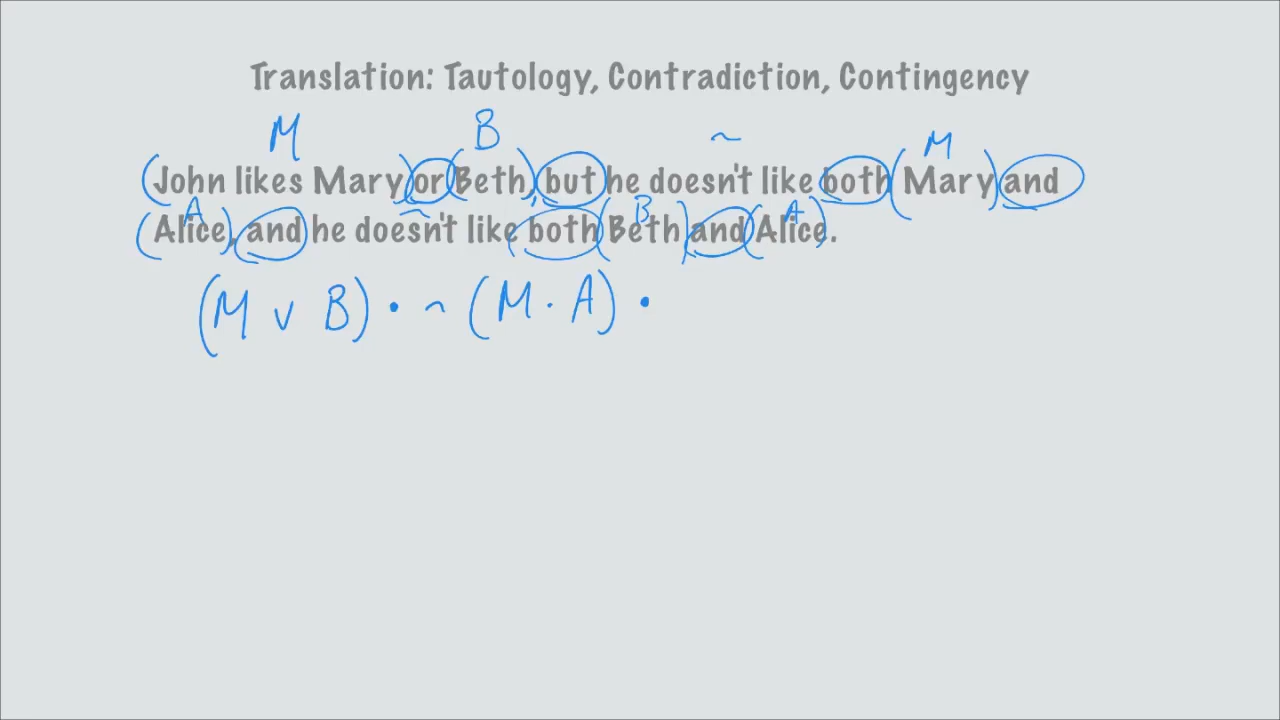 Translation: Tautology, Contradiction, Contingency
M B ~ M
(John likes Mary) or (Beth), but he doesn't like both (Mary) and
A ~ B A
(Alice), and he doesn't like both (Beth) and (Alice).
(M v B) • ~ (M · A) •